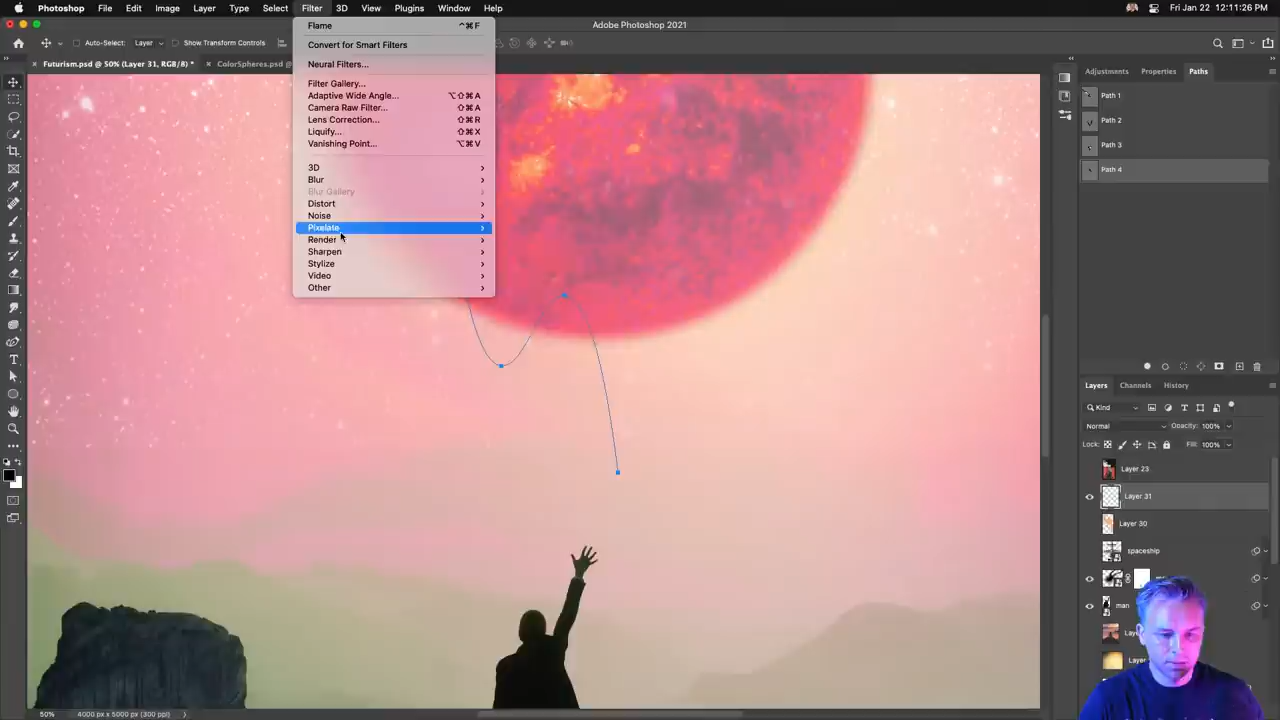 Photoshop File Edit Image Layer Type Select Filter 3D View Plugins Window Help
Fri Jan 22 12:11:26 PM
Adobe Photoshop 2021
Auto-Select: Layer Show Transform Controls
Futurism.psd @ 50% (Layer 31, RGB/8) *
ColorSpheres.psd @
Flame ^⌘F
Convert for Smart Filters
Neural Filters...
Filter Gallery...
Adaptive Wide Angle... ⌥⇧⌘A
Camera Raw Filter... ⇧⌘A
Lens Correction... ⇧⌘R
Liquify... ⇧⌘X
Vanishing Point... ⌥⌘V
3D
Blur
Blur Gallery
Distort
Noise
Pixelate
Render
Sharpen
Stylize
Video
Other
Adjustments Properties Paths
Path 1
Path 2
Path 3
Path 4
Layers Channels History
Kind
Normal Opacity: 100%
Lock: Fill: 100%
Layer 23
Layer 31
Layer 30
spaceship
man
50% 4000 px x 5000 px (300 ppi)